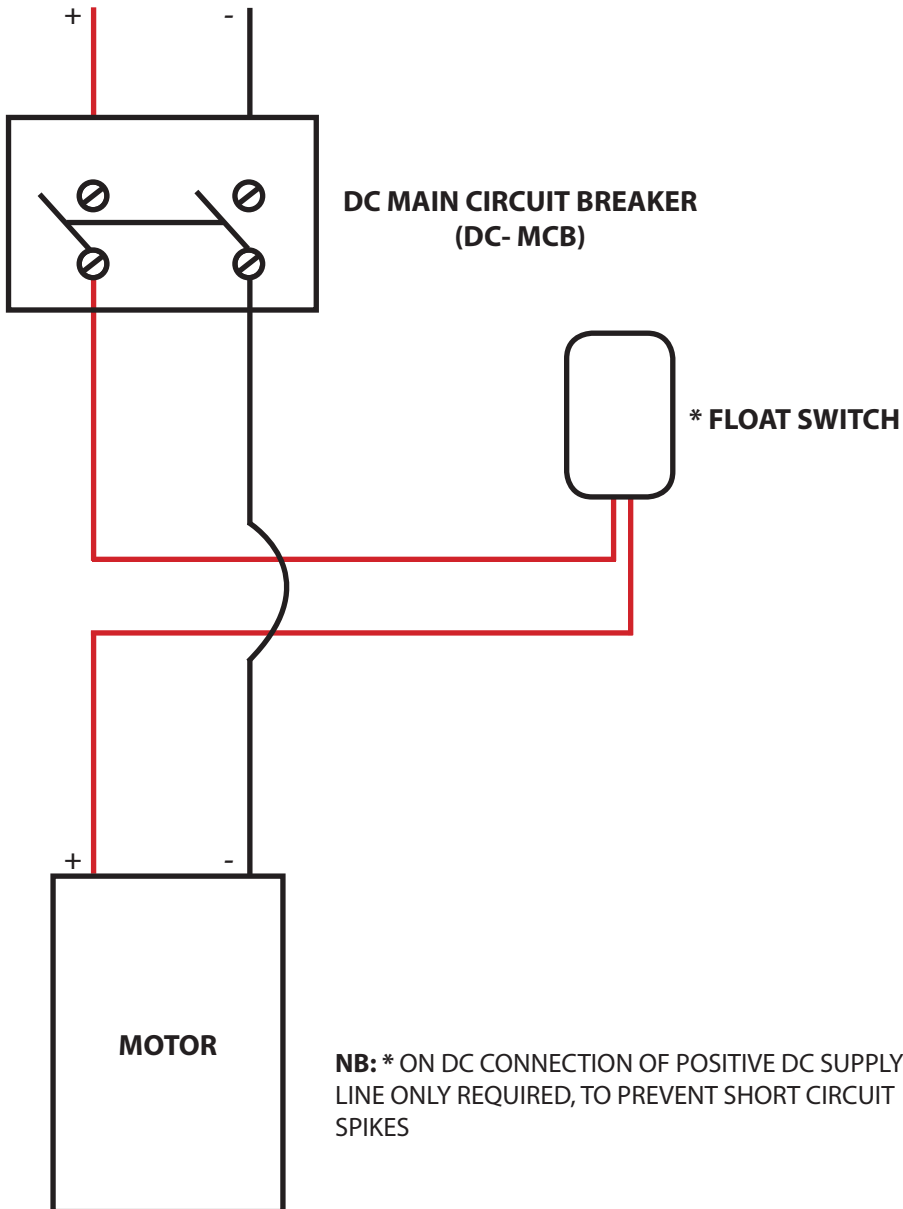 + -
DC MAIN CIRCUIT BREAKER
(DC- MCB)
* FLOAT SWITCH
+ -
MOTOR
NB: * ON DC CONNECTION OF POSITIVE DC SUPPLY
LINE ONLY REQUIRED, TO PREVENT SHORT CIRCUIT
SPIKES